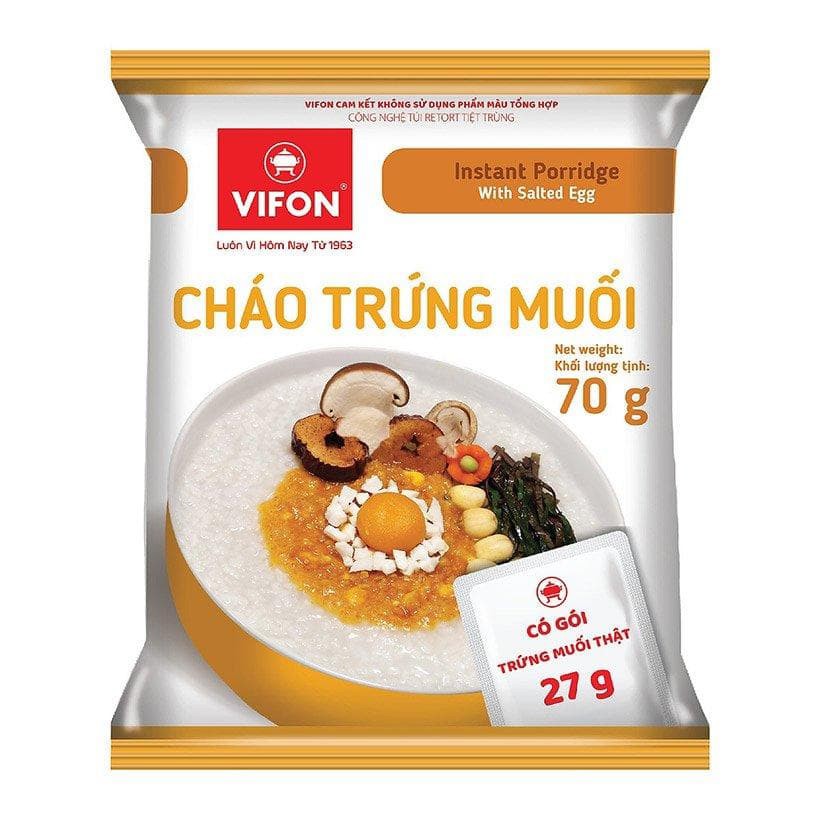 VIFON CAM KẾT KHÔNG SỬ DỤNG PHẨM MÀU TỔNG HỢP
CÔNG NGHỆ TÚI RETORT TIỆT TRÙNG
VIFON®
Luôn Vì Hôm Nay Từ 1963
Instant Porridge
With Salted Egg
CHÁO TRỨNG MUỐI
Net weight:
Khối lượng tịnh:
70 g
CÓ GÓI
TRỨNG MUỐI THẬT
27 g